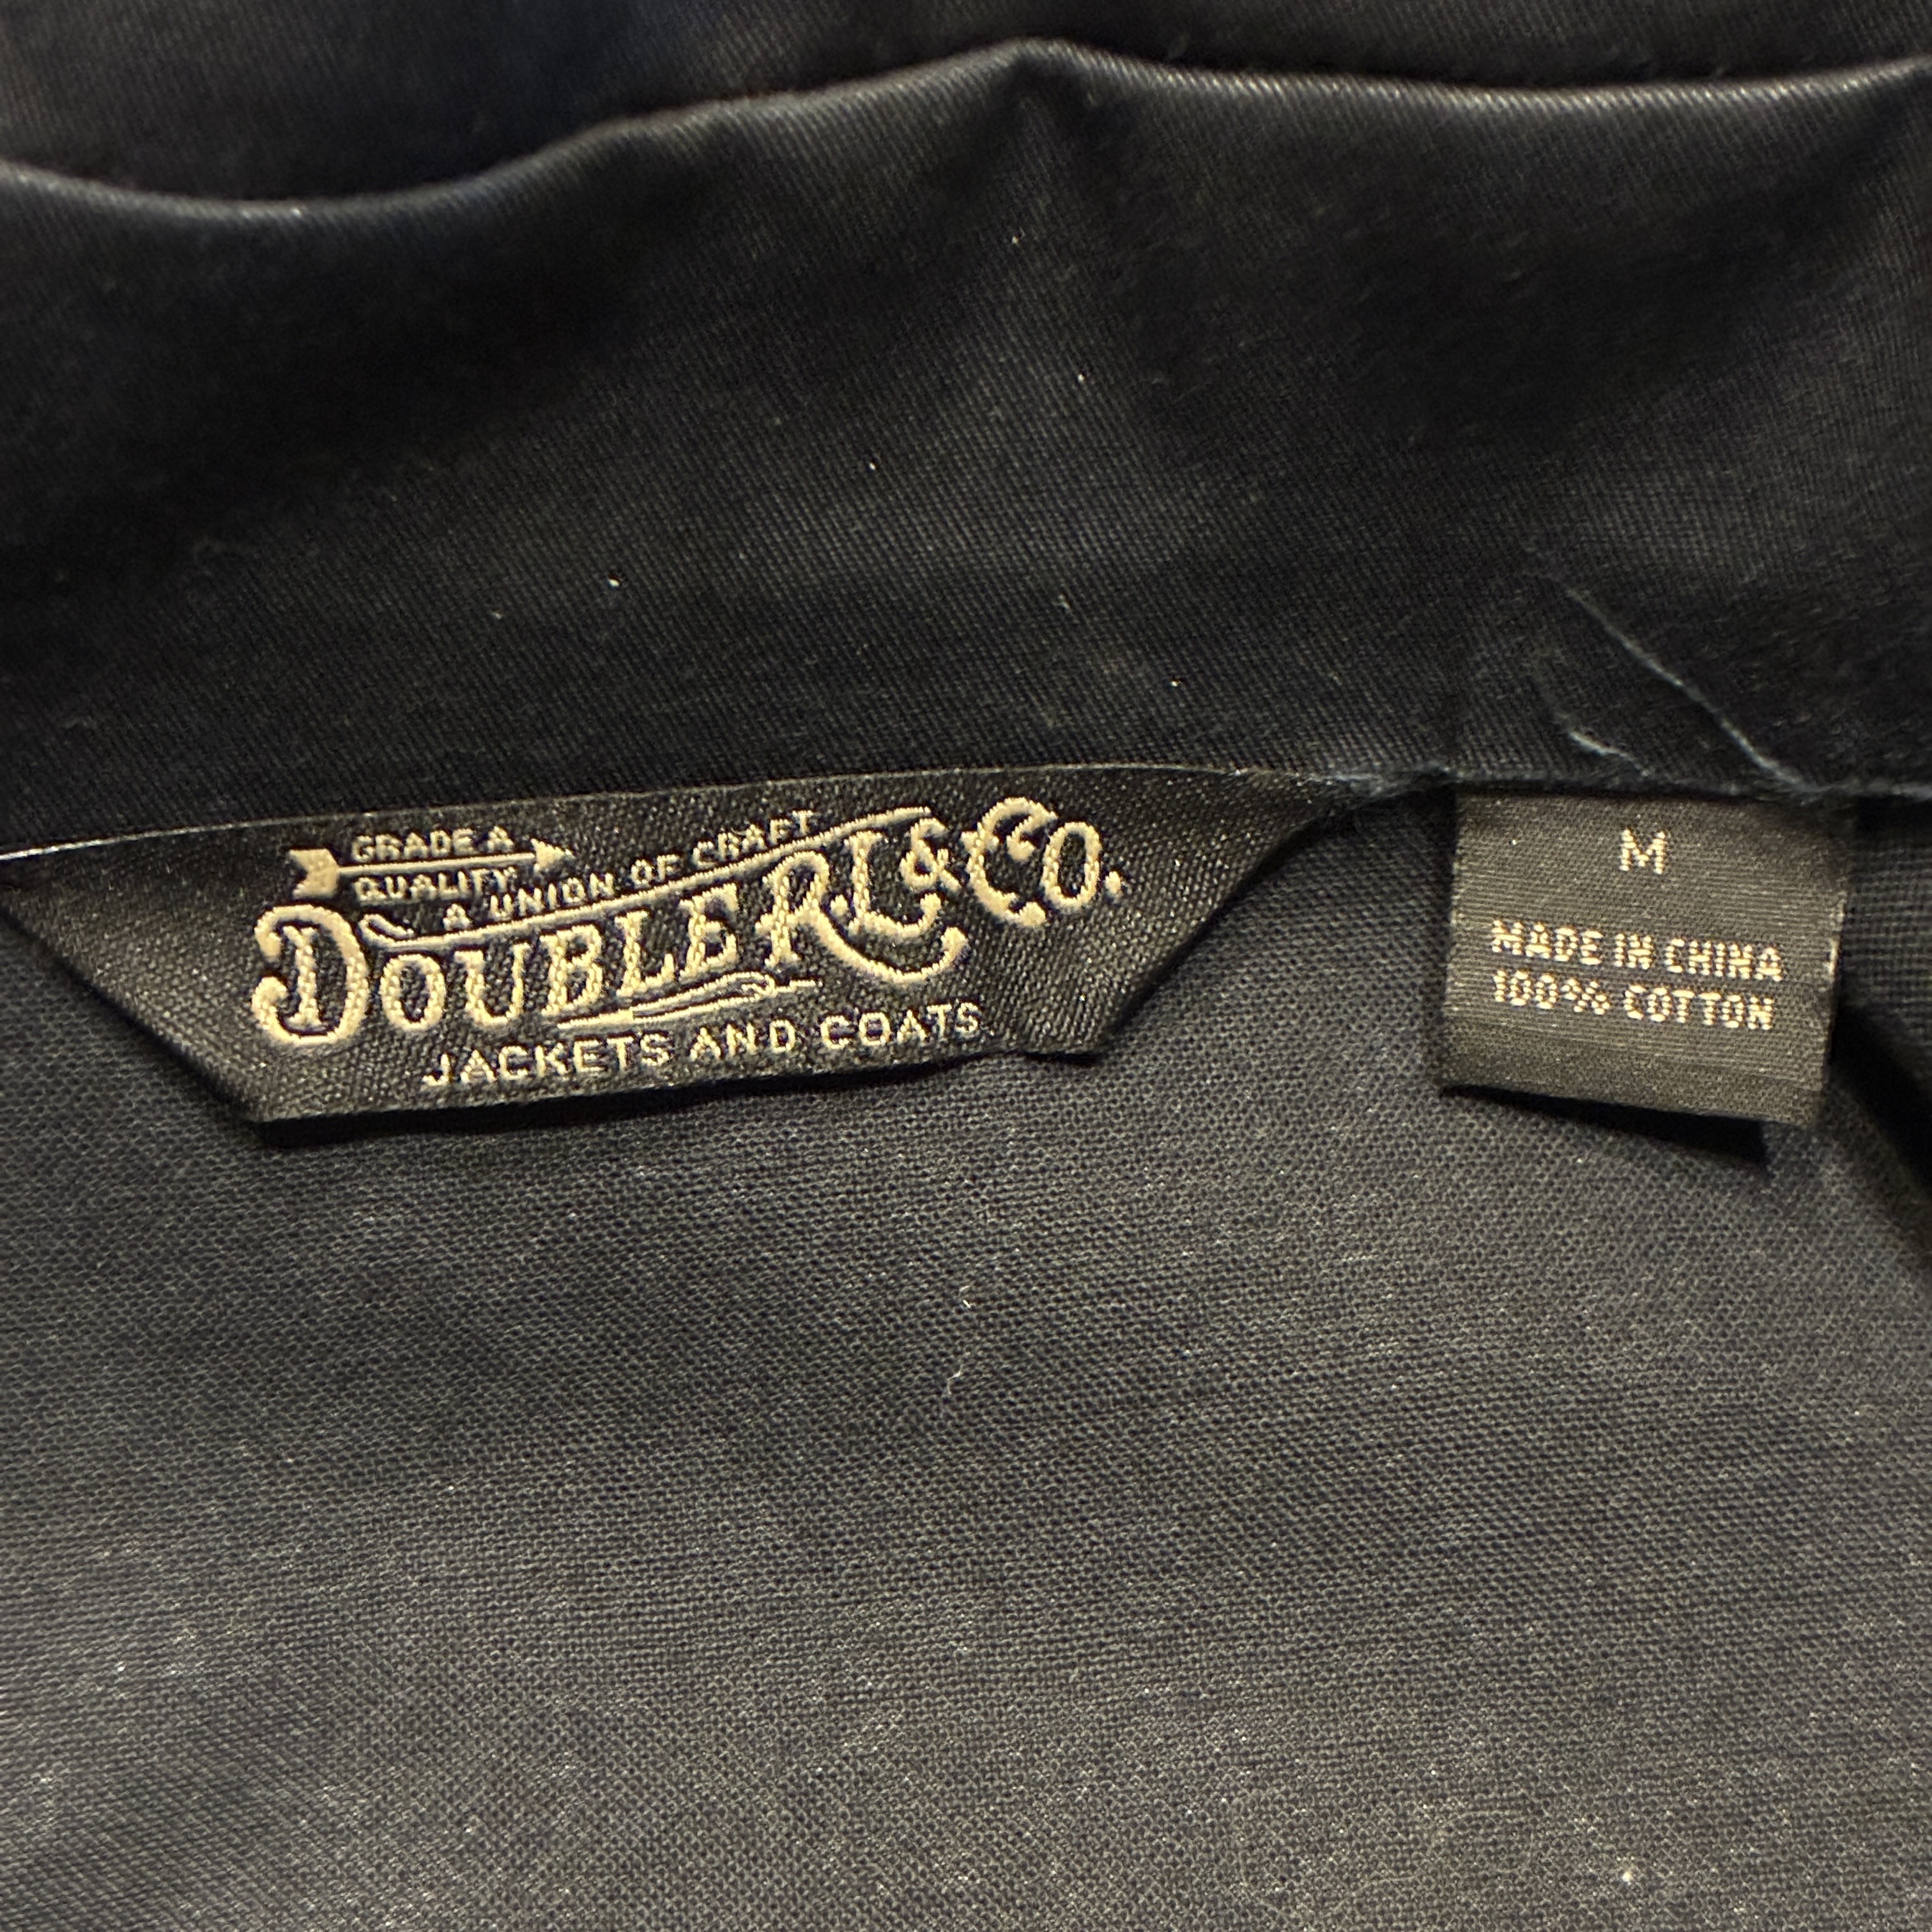 GRADE A
QUALITY
A UNION OF CRAFT
DOUBLE RL & CO.
JACKETS AND COATS
M
MADE IN CHINA
100% COTTON